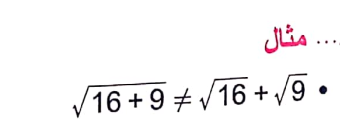 مثال ...
• √16 + 9 ≠ √16 + √9